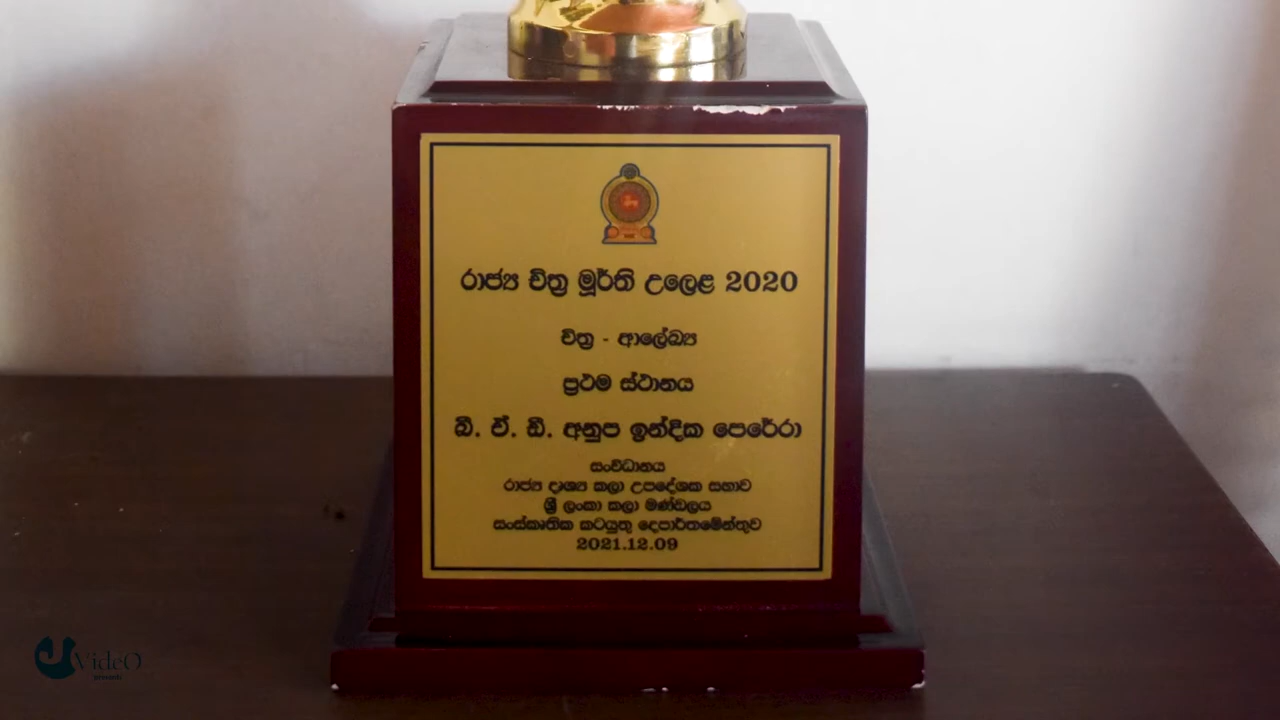 රාජ්‍ය චිත්‍ර මූර්ති උලෙළ 2020
චිත්‍ර - ආලේඛ්‍ය
ප්‍රථම ස්ථානය
බී. ඒ. ඩී. අනුප ඉන්දික පෙරේරා
සංවිධානය
රාජ්‍ය දෘශ්‍ය කලා උපදේශක සභාව
ශ්‍රී ලංකා කලා මණ්ඩලය
සංස්කෘතික කටයුතු දෙපාර්තමේන්තුව
2021.12.09
VideO